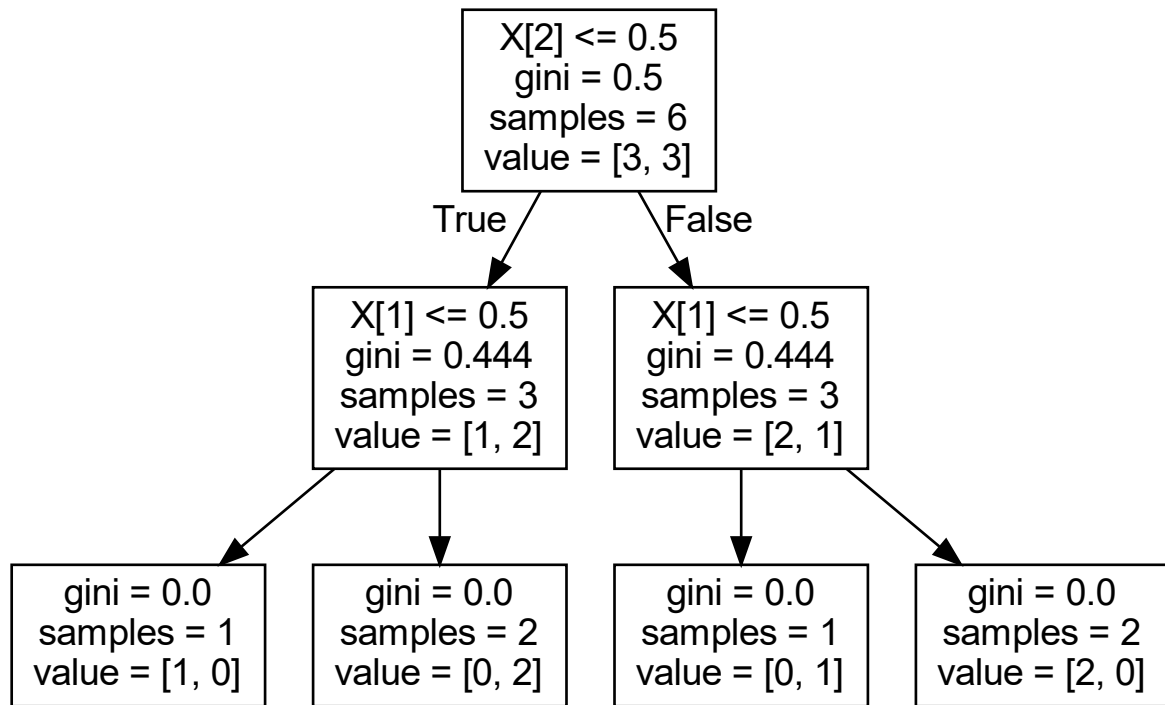 X[2] <= 0.5
gini = 0.5
samples = 6
value = [3, 3]
True
False
X[1] <= 0.5
gini = 0.444
samples = 3
value = [1, 2]
X[1] <= 0.5
gini = 0.444
samples = 3
value = [2, 1]
gini = 0.0
samples = 1
value = [1, 0]
gini = 0.0
samples = 2
value = [0, 2]
gini = 0.0
samples = 1
value = [0, 1]
gini = 0.0
samples = 2
value = [2, 0]